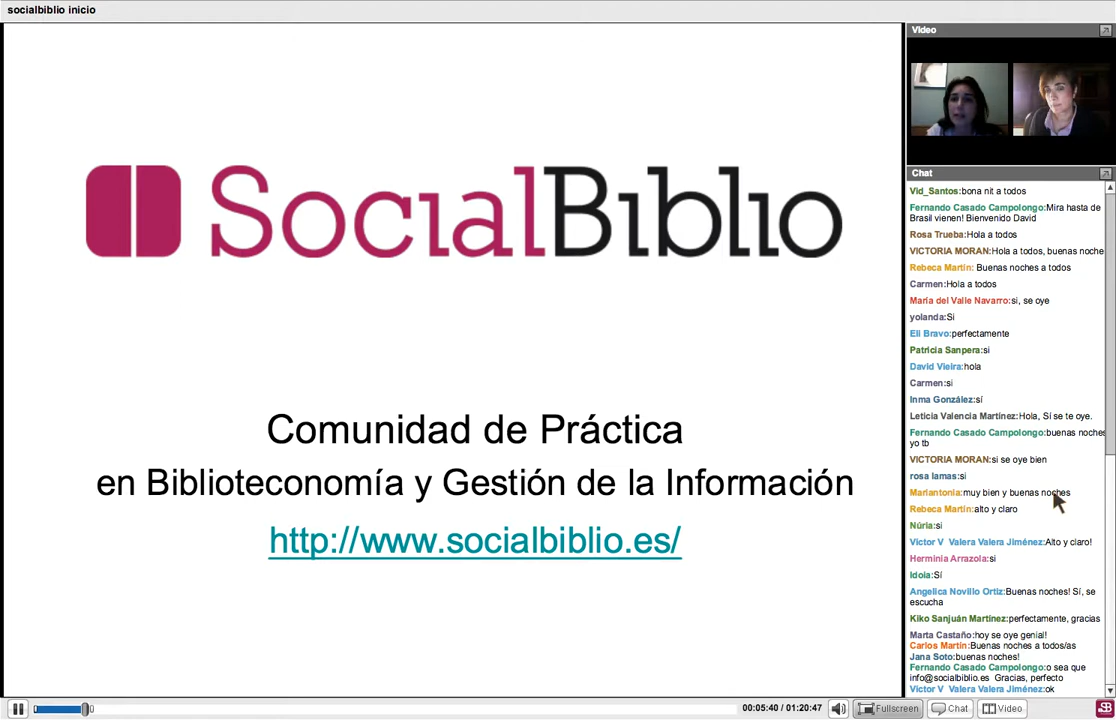 socialbiblio inicio
SocialBiblio
Comunidad de Práctica
en Biblioteconomía y Gestión de la Información
http://www.socialbiblio.es/
Video
Chat
Vid_Santos:bona nit a todos
Fernando Casado Campolongo:Mira hasta de
Brasil vienen! Bienvenido David
Rosa Trueba:Hola a todos
VICTORIA MORAN:Hola a todos, buenas noche
Rebeca Martín: Buenas noches a todos
Carmen:Hola a todos
María del Valle Navarro:si, se oye
yolanda:Si
Eli Bravo:perfectamente
Patricia Sanpera:si
David Vieira:hola
Carmen:si
Inma González:sí
Leticia Valencia Martínez:Hola, Sí se te oye.
Fernando Casado Campolongo:buenas noches
yo tb
VICTORIA MORAN:si se oye bien
rosa lamas:si
Mariantonia:muy bien y buenas noches
Rebeca Martín:alto y claro
Núria:si
Victor V Valera Valera Jiménez:Alto y claro!
Herminia Arrazola:si
Idoia:Sí
Angelica Novillo Ortiz:Buenas noches! Sí, se
escucha
Kiko Sanjuán Martínez:perfectamente, gracias
Marta Castaño:hoy se oye genial!
Carlos Martín:Buenas noches a todos/as
Jana Soto:buenas noches!
Fernando Casado Campolongo:o sea que
info@socialbiblio.es Gracias, perfecto
Victor V Valera Valera Jiménez:ok
00:05:40 / 01:20:47
Fullscreen
Chat
Video
SB